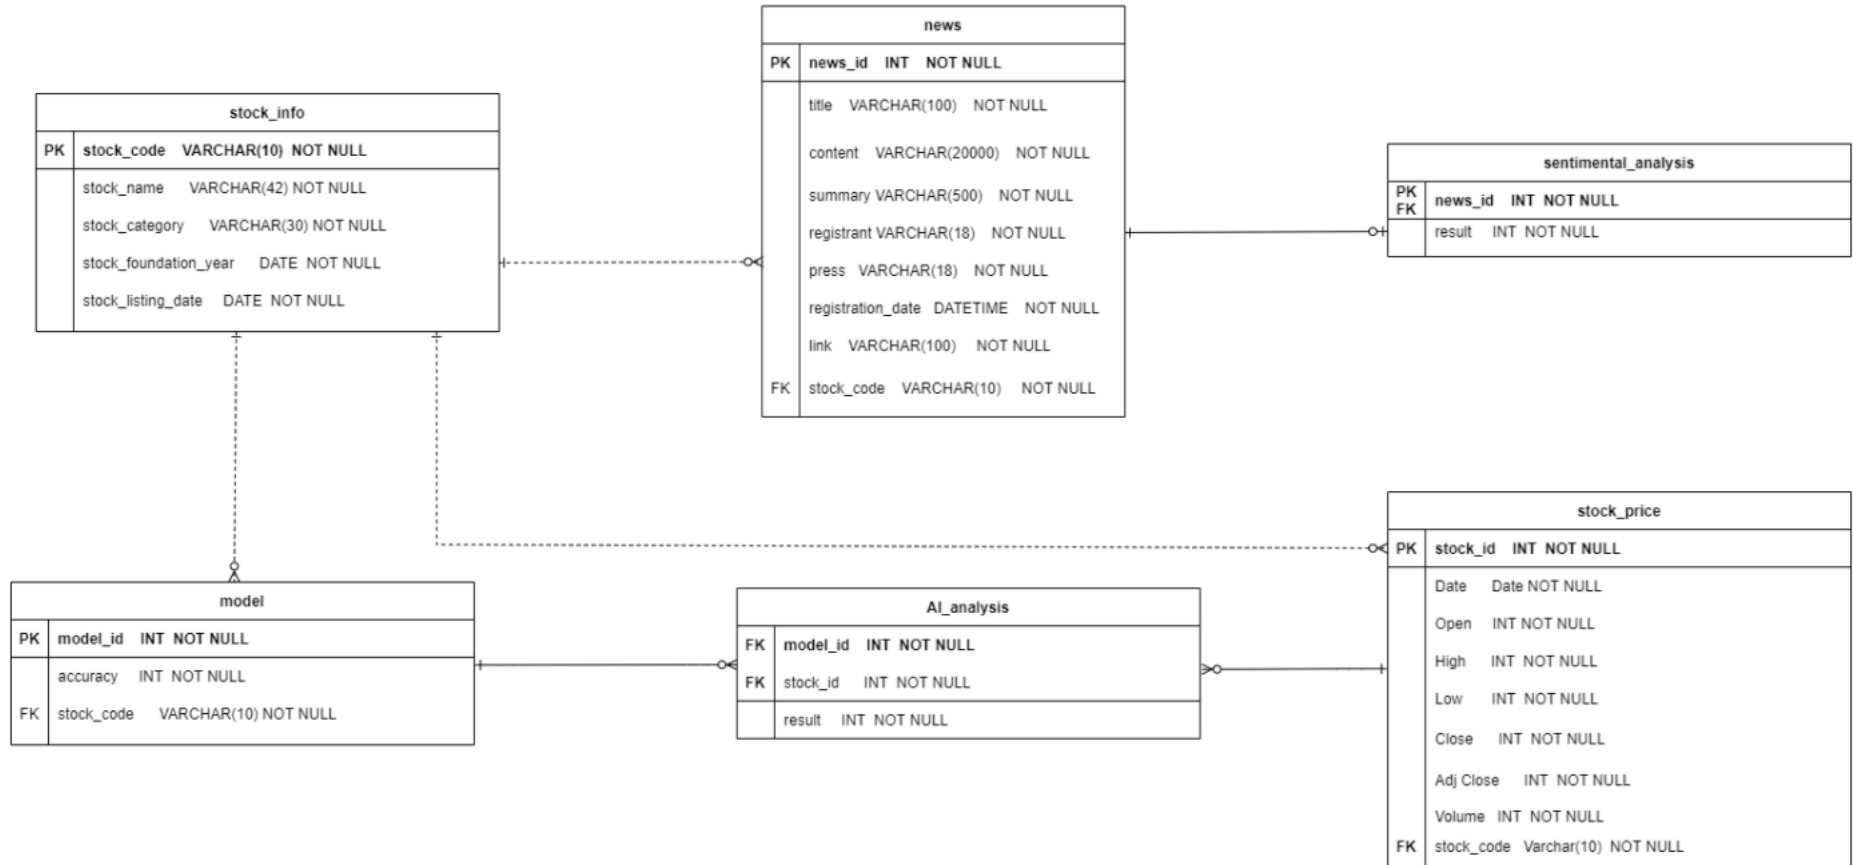 news
PK news_id INT NOT NULL
title VARCHAR(100) NOT NULL
content VARCHAR(20000) NOT NULL
summary VARCHAR(500) NOT NULL
registrant VARCHAR(18) NOT NULL
press VARCHAR(18) NOT NULL
registration_date DATETIME NOT NULL
link VARCHAR(100) NOT NULL
FK stock_code VARCHAR(10) NOT NULL
stock_info
PK stock_code VARCHAR(10) NOT NULL
stock_name VARCHAR(42) NOT NULL
stock_category VARCHAR(30) NOT NULL
stock_foundation_year DATE NOT NULL
stock_listing_date DATE NOT NULL
sentimental_analysis
PK
FK news_id INT NOT NULL
result INT NOT NULL
model
PK model_id INT NOT NULL
accuracy INT NOT NULL
FK stock_code VARCHAR(10) NOT NULL
AI_analysis
FK model_id INT NOT NULL
FK stock_id INT NOT NULL
result INT NOT NULL
stock_price
PK stock_id INT NOT NULL
Date Date NOT NULL
Open INT NOT NULL
High INT NOT NULL
Low INT NOT NULL
Close INT NOT NULL
Adj Close INT NOT NULL
Volume INT NOT NULL
FK stock_code Varchar(10) NOT NULL